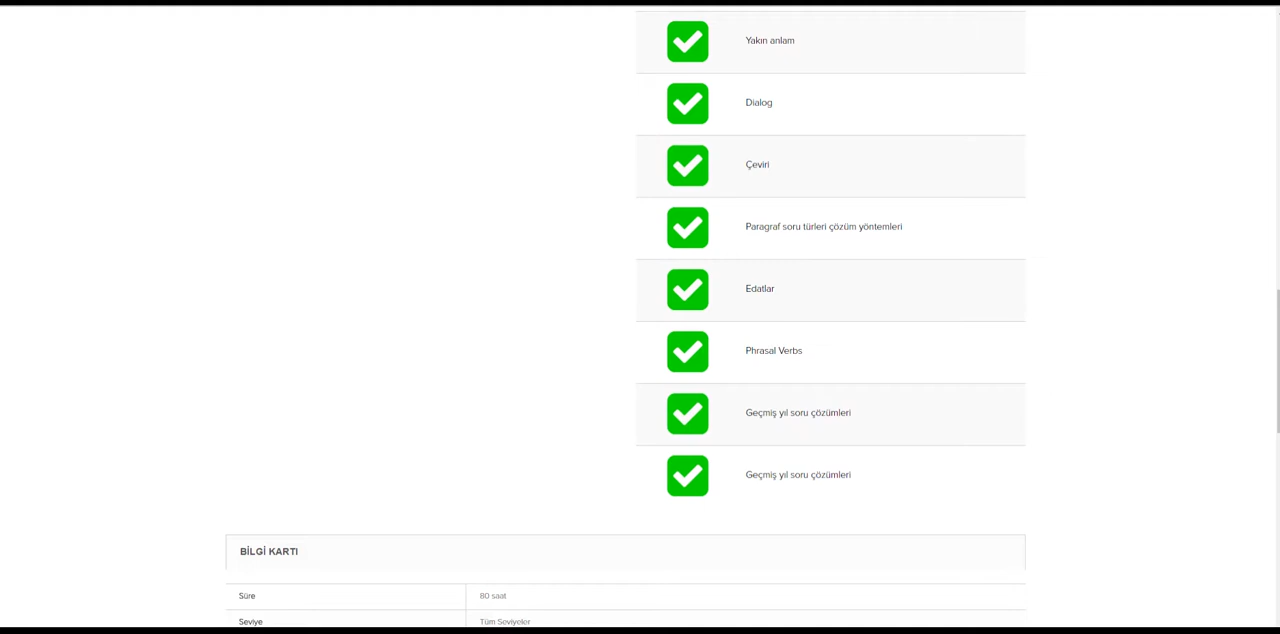 Yakın anlam
Dialog
Çeviri
Paragraf soru türleri çözüm yöntemleri
Edatlar
Phrasal Verbs
Geçmiş yıl soru çözümleri
Geçmiş yıl soru çözümleri
BİLGİ KARTI
Süre 80 saat
Seviye Tüm Seviyeler